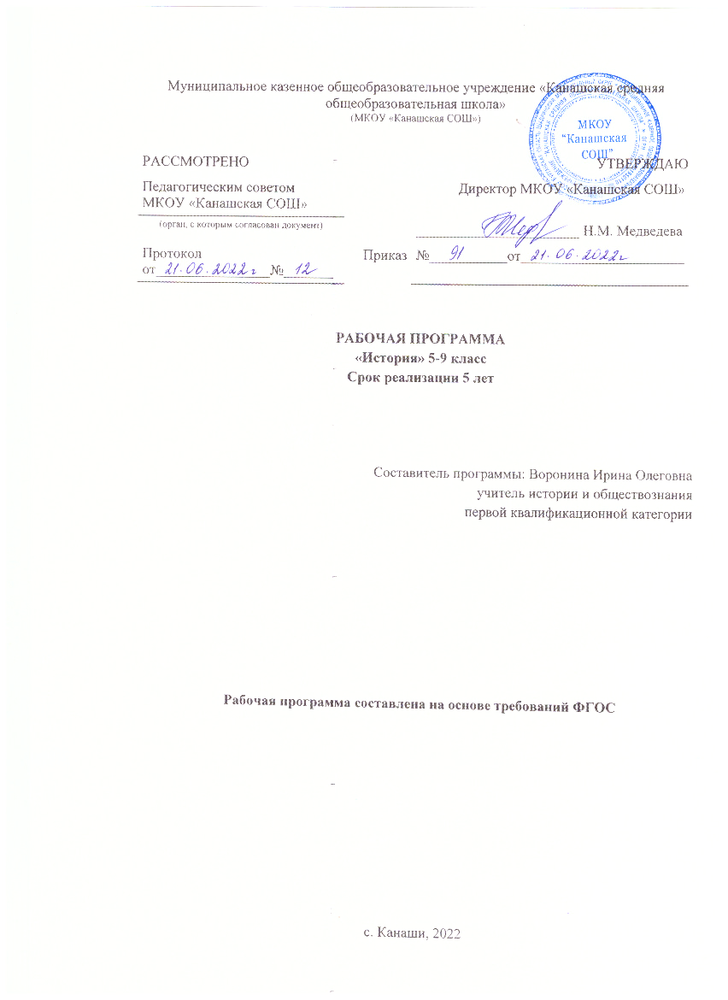 Муниципальное казенное общеобразовательное учреждение «Канашская средняя
общеобразовательная школа»
(МКОУ «Канашская СОШ»)
МКОУ
"Канашская
СОШ"
РАССМОТРЕНО
УТВЕРЖДАЮ
Педагогическим советом
МКОУ «Канашская СОШ»
(орган, с которым согласован документ)
Директор МКОУ «Канашская СОШ»
Н.М. Медведева
Протокол
от 21.06.2022 г №12
Приказ № 91 от 21.06.2022г
РАБОЧАЯ ПРОГРАММА
«История» 5-9 класс
Срок реализации 5 лет
Составитель программы: Воронина Ирина Олеговна
учитель истории и обществознания
первой квалификационной категории
Рабочая программа составлена на основе требований ФГОС
с. Канаши, 2022